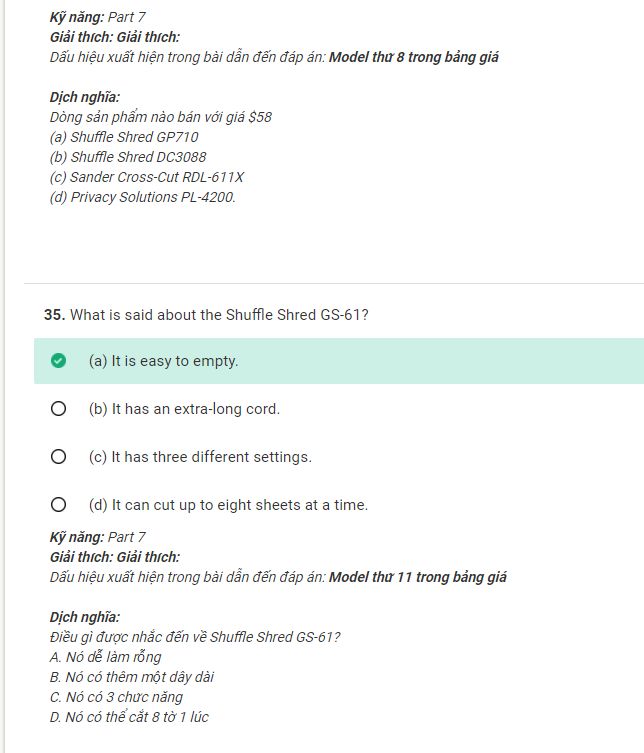 Kỹ năng: Part 7
Giải thích: Giải thích:
Dấu hiệu xuất hiện trong bài dẫn đến đáp án: Model thứ 8 trong bảng giá
Dịch nghĩa:
Dòng sản phẩm nào bán với giá $58
(a) Shuffle Shred GP710
(b) Shuffle Shred DC3088
(c) Sander Cross-Cut RDL-611X
(d) Privacy Solutions PL-4200.
35. What is said about the Shuffle Shred GS-61?
(a) It is easy to empty.
(b) It has an extra-long cord.
(c) It has three different settings.
(d) It can cut up to eight sheets at a time.
Kỹ năng: Part 7
Giải thích: Giải thích:
Dấu hiệu xuất hiện trong bài dẫn đến đáp án: Model thứ 11 trong bảng giá
Dịch nghĩa:
Điều gì được nhắc đến về Shuffle Shred GS-61?
A. Nó dễ làm rỗng
B. Nó có thêm một dây dài
C. Nó có 3 chức năng
D. Nó có thể cắt 8 tờ 1 lúc